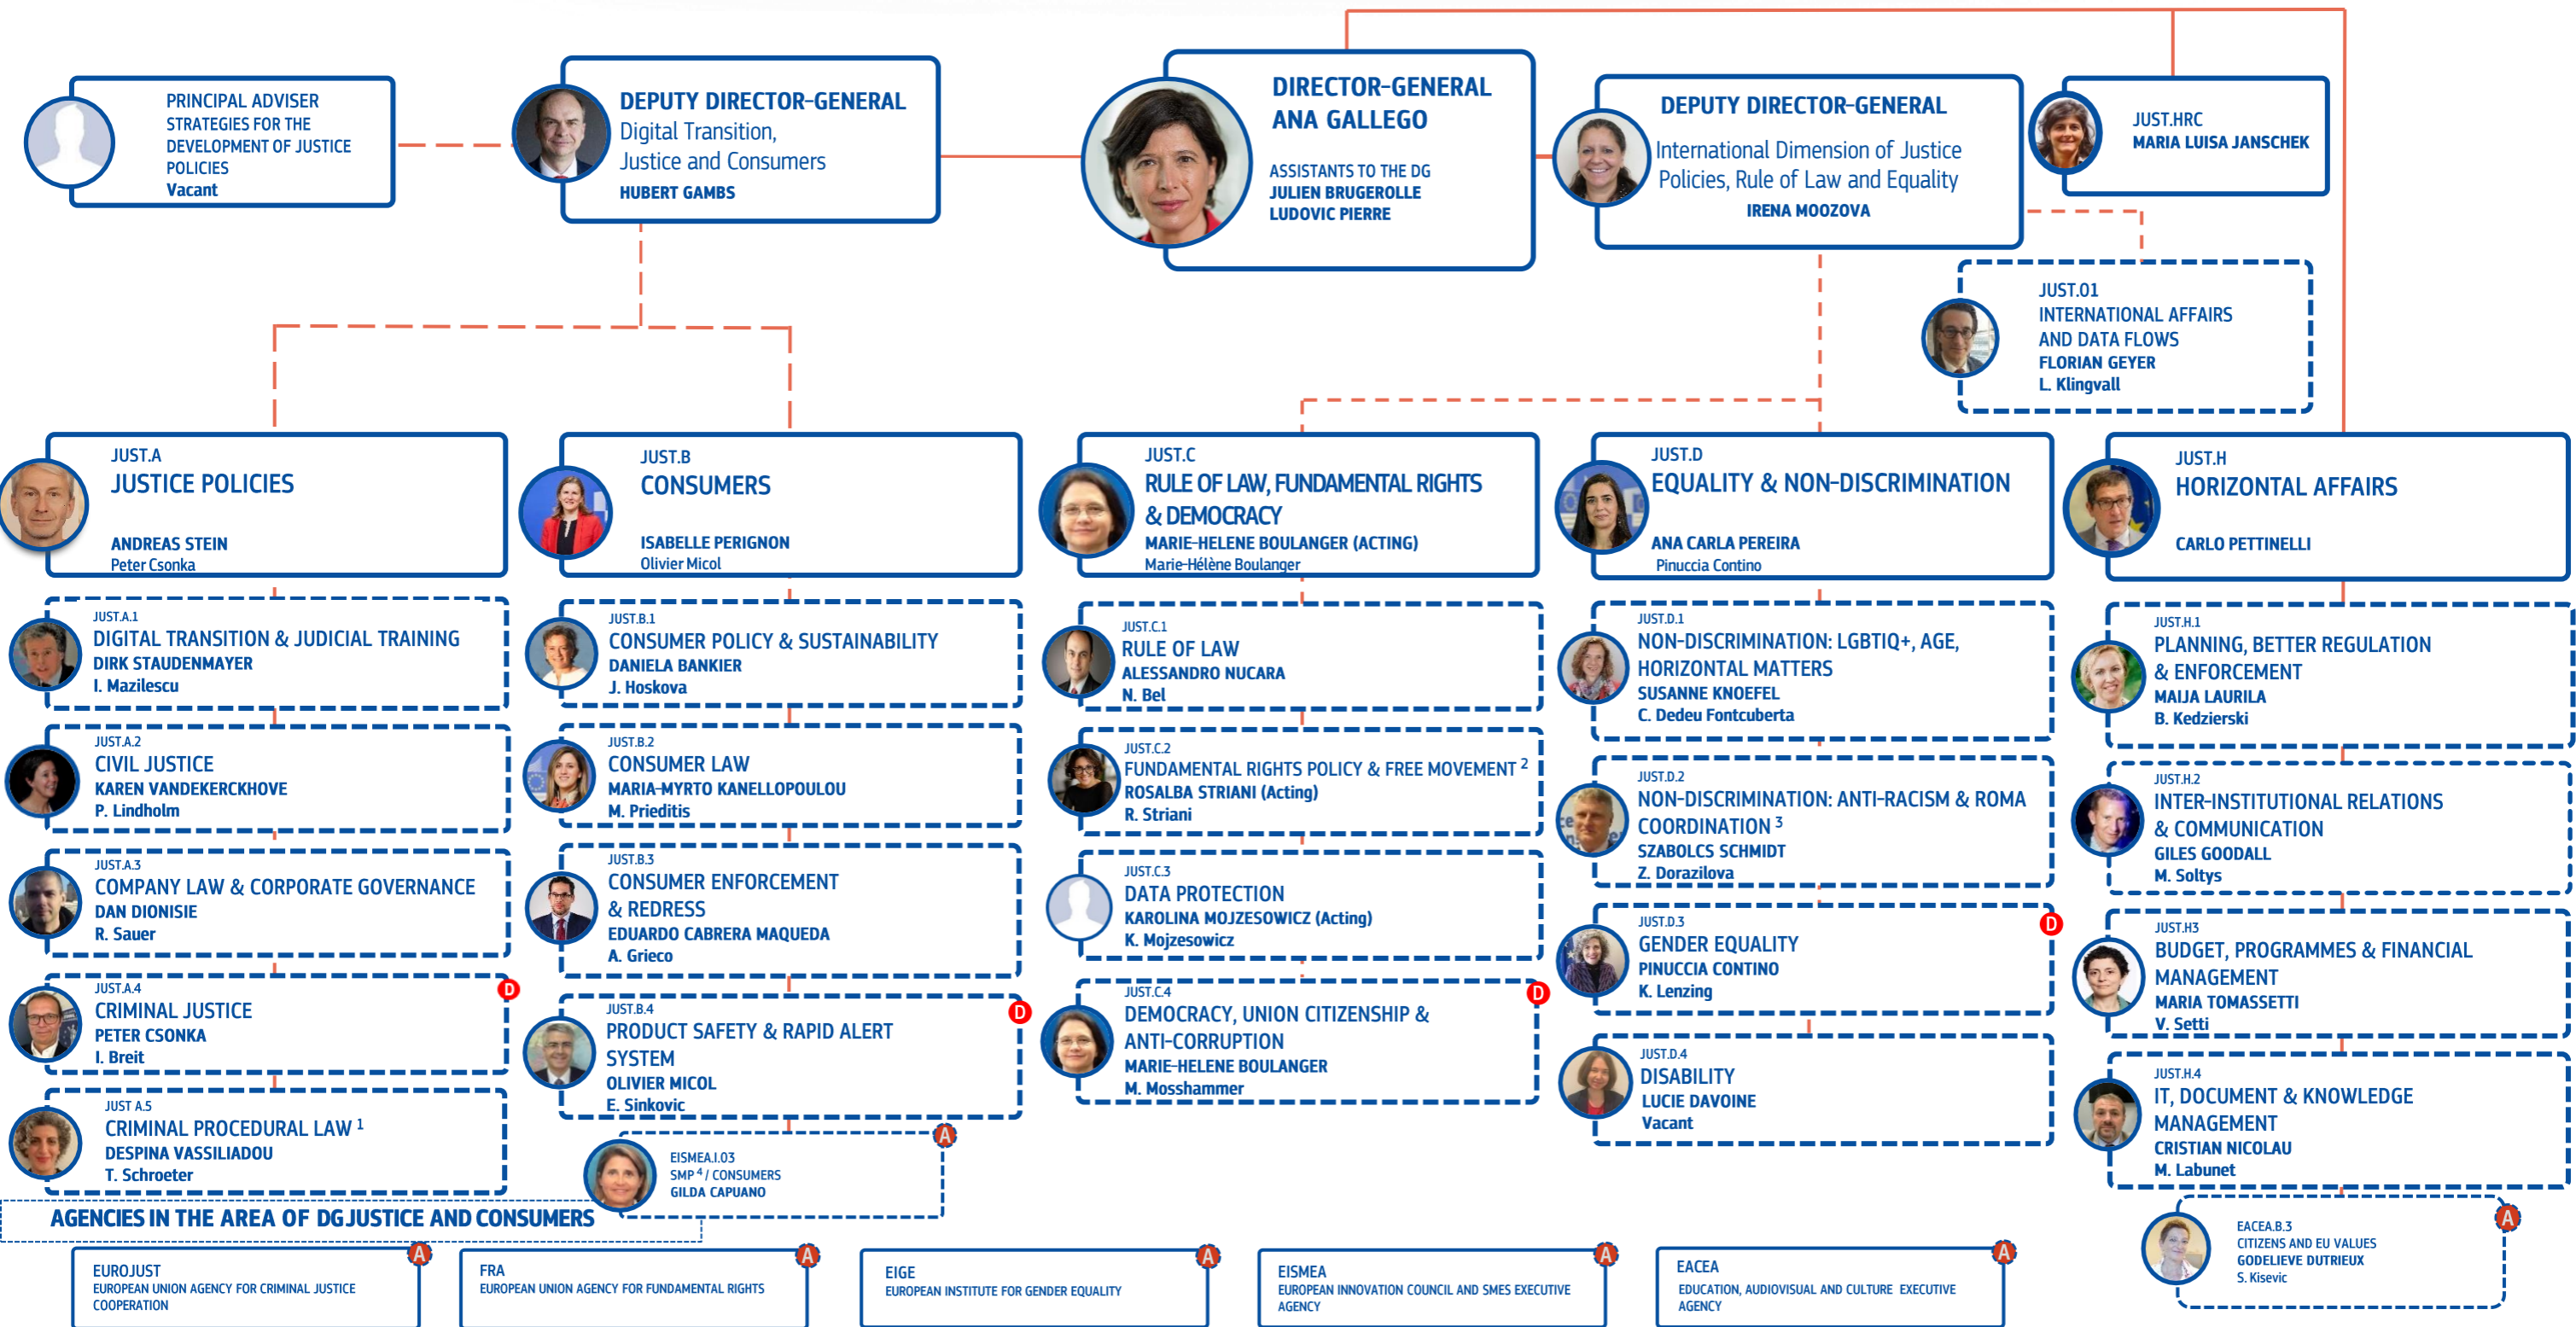 PRINCIPAL ADVISER
STRATEGIES FOR THE
DEVELOPMENT OF JUSTICE
POLICIES
Vacant
DEPUTY DIRECTOR-GENERAL
Digital Transition,
Justice and Consumers
HUBERT GAMBS
DIRECTOR-GENERAL
ANA GALLEGO
ASSISTANTS TO THE DG
JULIEN BRUGEROLLE
LUDOVIC PIERRE
DEPUTY DIRECTOR-GENERAL
International Dimension of Justice
Policies, Rule of Law and Equality
IRENA MOOZOVA
JUST.HRC
MARIA LUISA JANSCHEK
JUST.01
INTERNATIONAL AFFAIRS
AND DATA FLOWS
FLORIAN GEYER
L. Klingvall
JUST.A
JUSTICE POLICIES
ANDREAS STEIN
Peter Csonka
JUST.A.1
DIGITAL TRANSITION & JUDICIAL TRAINING
DIRK STAUDENMAYER
I. Mazilescu
JUST.A.2
CIVIL JUSTICE
KAREN VANDEKERCKHOVE
P. Lindholm
JUST.A.3
COMPANY LAW & CORPORATE GOVERNANCE
DAN DIONISIE
R. Sauer
D
JUST.A.4
CRIMINAL JUSTICE
PETER CSONKA
I. Breit
JUST A.5
CRIMINAL PROCEDURAL LAW 1
DESPINA VASSILIADOU
T. Schroeter
JUST.B
CONSUMERS
ISABELLE PERIGNON
Olivier Micol
JUST.B.1
CONSUMER POLICY & SUSTAINABILITY
DANIELA BANKIER
J. Hoskova
JUST.B.2
CONSUMER LAW
MARIA-MYRTO KANELLOPOULOU
M. Prieditis
JUST.B.3
CONSUMER ENFORCEMENT
& REDRESS
EDUARDO CABRERA MAQUEDA
A. Grieco
D
JUST.B.4
PRODUCT SAFETY & RAPID ALERT
SYSTEM
OLIVIER MICOL
E. Sinkovic
A
EISMEA.I.03
SMP 4 / CONSUMERS
GILDA CAPUANO
JUST.C
RULE OF LAW, FUNDAMENTAL RIGHTS
& DEMOCRACY
MARIE-HELENE BOULANGER (ACTING)
Marie-Hélène Boulanger
JUST.C.1
RULE OF LAW
ALESSANDRO NUCARA
N. Bel
JUST.C.2
FUNDAMENTAL RIGHTS POLICY & FREE MOVEMENT 2
ROSALBA STRIANI (Acting)
R. Striani
JUST.C.3
DATA PROTECTION
KAROLINA MOJZESOWICZ (Acting)
K. Mojzesowicz
D
JUST.C.4
DEMOCRACY, UNION CITIZENSHIP &
ANTI-CORRUPTION
MARIE-HELENE BOULANGER
M. Mosshammer
JUST.D
EQUALITY & NON-DISCRIMINATION
ANA CARLA PEREIRA
Pinuccia Contino
JUST.D.1
NON-DISCRIMINATION: LGBTIQ+, AGE,
HORIZONTAL MATTERS
SUSANNE KNOEFEL
C. Dedeu Fontcuberta
JUST.D.2
NON-DISCRIMINATION: ANTI-RACISM & ROMA
COORDINATION 3
SZABOLCS SCHMIDT
Z. Dorazilova
D
JUST.D.3
GENDER EQUALITY
PINUCCIA CONTINO
K. Lenzing
JUST.D.4
DISABILITY
LUCIE DAVOINE
Vacant
JUST.H
HORIZONTAL AFFAIRS
CARLO PETTINELLI
JUST.H.1
PLANNING, BETTER REGULATION
& ENFORCEMENT
MAIJA LAURILA
B. Kedzierski
JUST.H.2
INTER-INSTITUTIONAL RELATIONS
& COMMUNICATION
GILES GOODALL
M. Soltys
JUST.H3
BUDGET, PROGRAMMES & FINANCIAL
MANAGEMENT
MARIA TOMASSETTI
V. Setti
JUST.H.4
IT, DOCUMENT & KNOWLEDGE
MANAGEMENT
CRISTIAN NICOLAU
M. Labunet
A
EACEA.B.3
CITIZENS AND EU VALUES
GODELIEVE DUTRIEUX
S. Kisevic
AGENCIES IN THE AREA OF DG JUSTICE AND CONSUMERS
A
EUROJUST
EUROPEAN UNION AGENCY FOR CRIMINAL JUSTICE
COOPERATION
A
FRA
EUROPEAN UNION AGENCY FOR FUNDAMENTAL RIGHTS
A
EIGE
EUROPEAN INSTITUTE FOR GENDER EQUALITY
A
EISMEA
EUROPEAN INNOVATION COUNCIL AND SMES EXECUTIVE
AGENCY
A
EACEA
EDUCATION, AUDIOVISUAL AND CULTURE EXECUTIVE
AGENCY